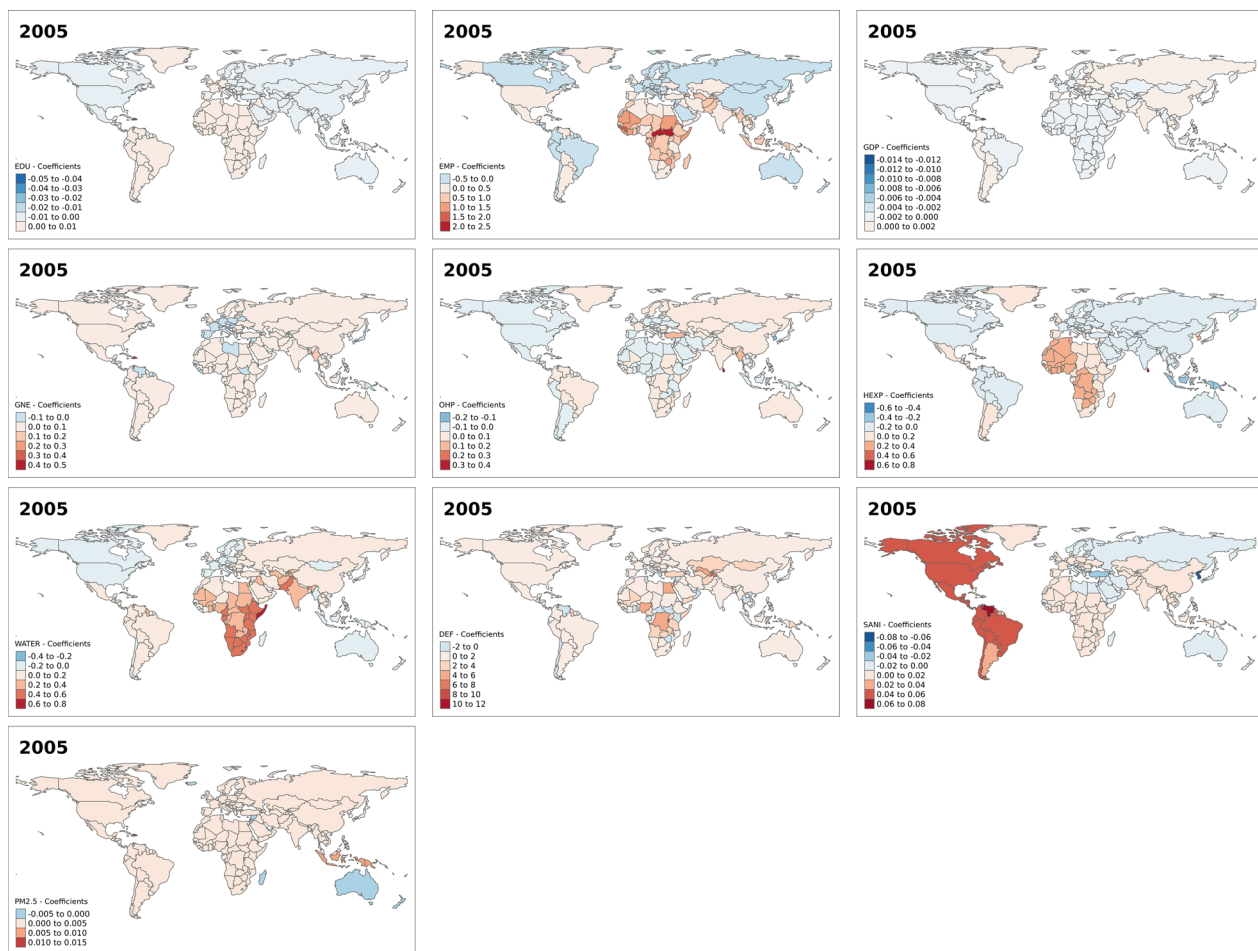 2005
EDU - Coefficients
-0.05 to -0.04
-0.04 to -0.03
-0.03 to -0.02
-0.02 to -0.01
-0.01 to 0.00
0.00 to 0.01
2005
EMP - Coefficients
-0.5 to 0.0
0.0 to 0.5
0.5 to 1.0
1.0 to 1.5
1.5 to 2.0
2.0 to 2.5
2005
GDP - Coefficients
-0.014 to -0.012
-0.012 to -0.010
-0.010 to -0.008
-0.008 to -0.006
-0.006 to -0.004
-0.004 to -0.002
-0.002 to 0.000
0.000 to 0.002
2005
GNE - Coefficients
-0.1 to 0.0
0.0 to 0.1
0.1 to 0.2
0.2 to 0.3
0.3 to 0.4
0.4 to 0.5
2005
OHP - Coefficients
-0.2 to -0.1
-0.1 to 0.0
0.0 to 0.1
0.1 to 0.2
0.2 to 0.3
0.3 to 0.4
2005
HEXP - Coefficients
-0.6 to -0.4
-0.4 to -0.2
-0.2 to 0.0
0.0 to 0.2
0.2 to 0.4
0.4 to 0.6
0.6 to 0.8
2005
WATER - Coefficients
-0.4 to -0.2
-0.2 to 0.0
0.0 to 0.2
0.2 to 0.4
0.4 to 0.6
0.6 to 0.8
2005
DEF - Coefficients
-2 to 0
0 to 2
2 to 4
4 to 6
6 to 8
8 to 10
10 to 12
2005
SANI - Coefficients
-0.08 to -0.06
-0.06 to -0.04
-0.04 to -0.02
-0.02 to 0.00
0.00 to 0.02
0.02 to 0.04
0.04 to 0.06
0.06 to 0.08
2005
PM2.5 - Coefficients
-0.005 to 0.000
0.000 to 0.005
0.005 to 0.010
0.010 to 0.015